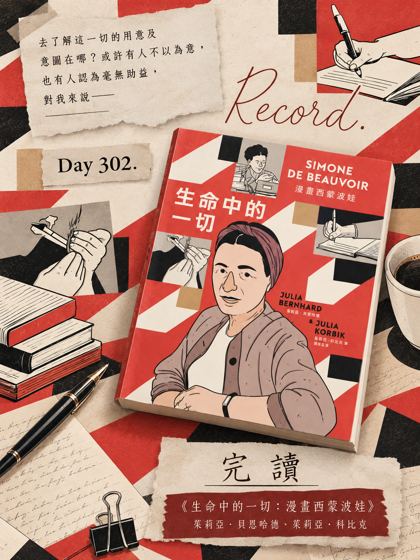 去了解這一切的用意及
意圖在哪？或許有人不以為意，
也有人認為毫無助益，
對我來說——
Record.
Day 302.
SIMONE
DE BEAUVOIR
漫畫西蒙波娃
生命中的
一切
JULIA
BERNHARD
& JULIA
KORBIK
完讀
《生命中的一切：漫畫西蒙波娃》
茱莉亞·貝恩哈德、茱莉亞·科比克